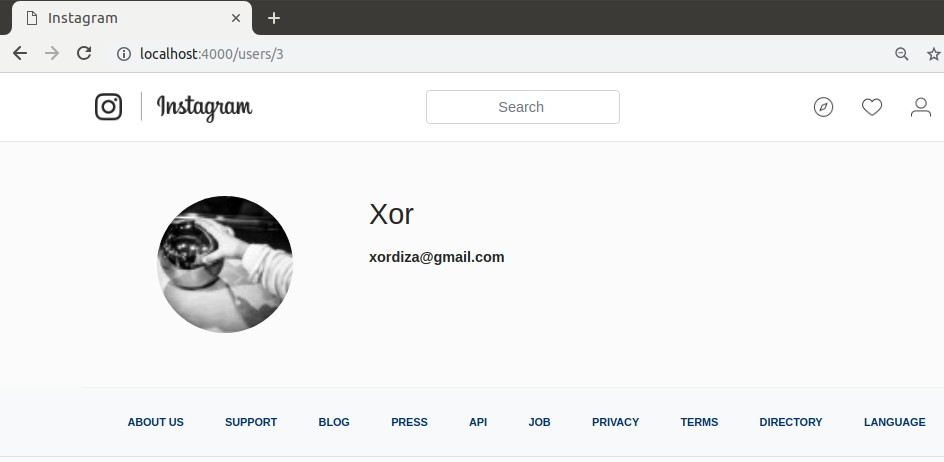 Instagram
localhost:4000/users/3
Instagram
Search
Xor
xordiza@gmail.com
ABOUT US SUPPORT BLOG PRESS API JOB PRIVACY TERMS DIRECTORY LANGUAGE